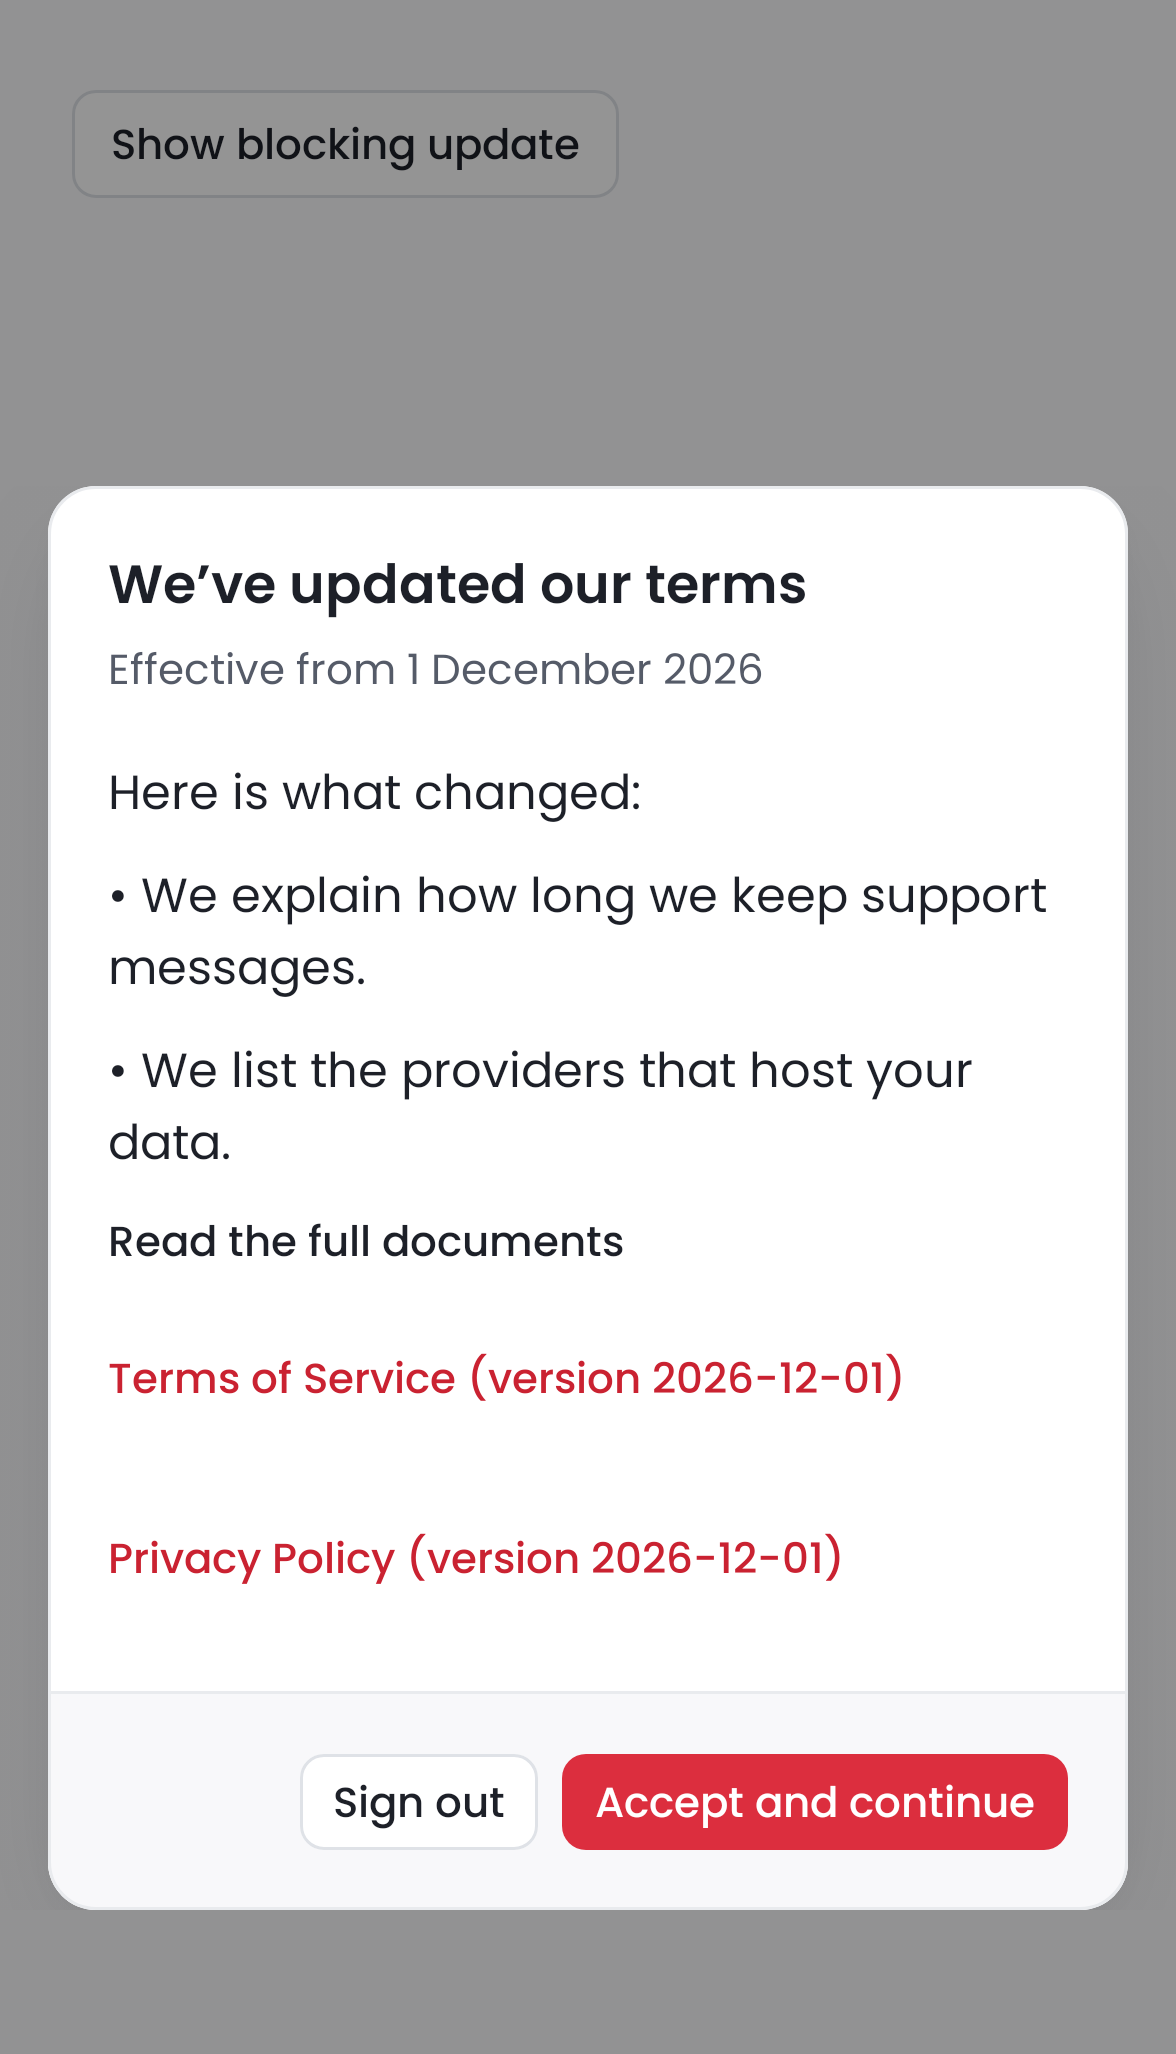 Show blocking update
We’ve updated our terms
Effective from 1 December 2026
Here is what changed:
• We explain how long we keep support
messages.
• We list the providers that host your
data.
Read the full documents
Terms of Service (version 2026-12-01)
Privacy Policy (version 2026-12-01)
Sign out
Accept and continue